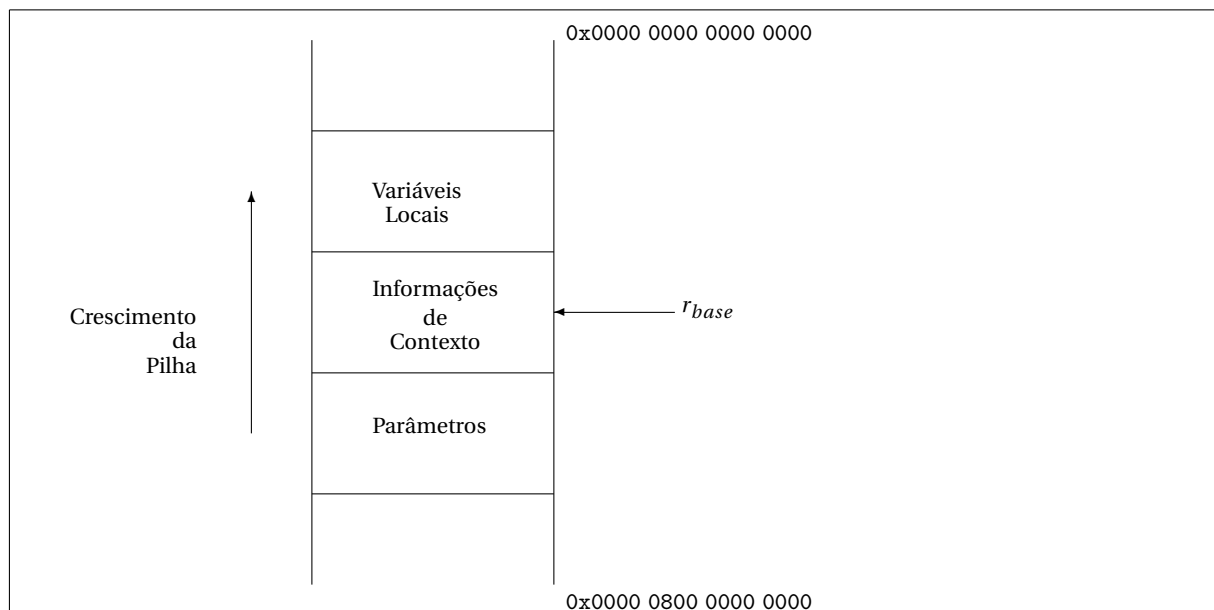 0x0000 0000 0000 0000
Variáveis
Locais
Informações
de
Contexto
r_base
Crescimento
da
Pilha
Parâmetros
0x0000 0800 0000 0000